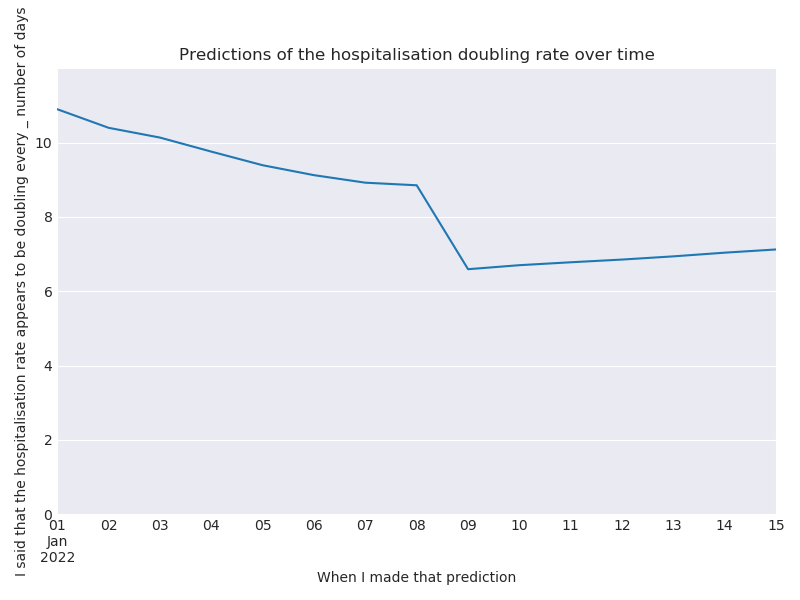 Predictions of the hospitalisation doubling rate over time
I said that the hospitalisation rate appears to be doubling every _ number of days
10
8
6
4
2
0
01 02 03 04 05 06 07 08 09 10 11 12 13 14 15
Jan
2022
When I made that prediction